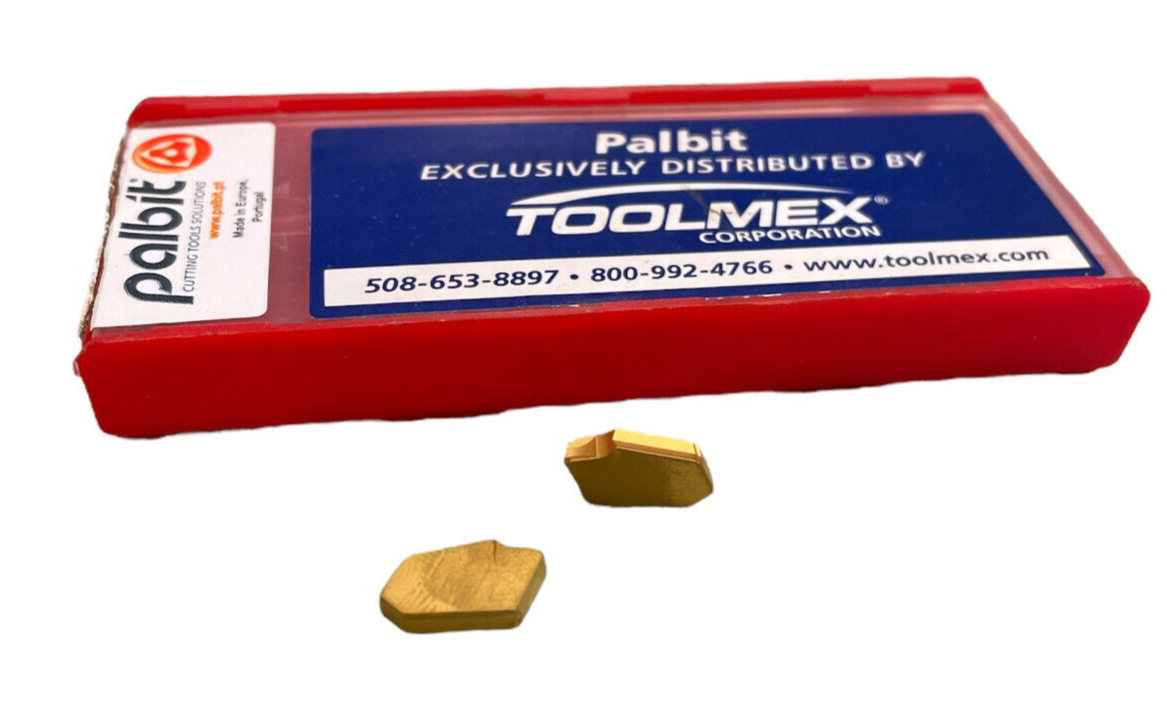 palbit
CUTTING TOOLS SOLUTIONS
www.palbit.pt
Made in Europe,
Portugal
Palbit
EXCLUSIVELY DISTRIBUTED BY
TOOLMEX®
CORPORATION
508-653-8897 • 800-992-4766 • www.toolmex.com